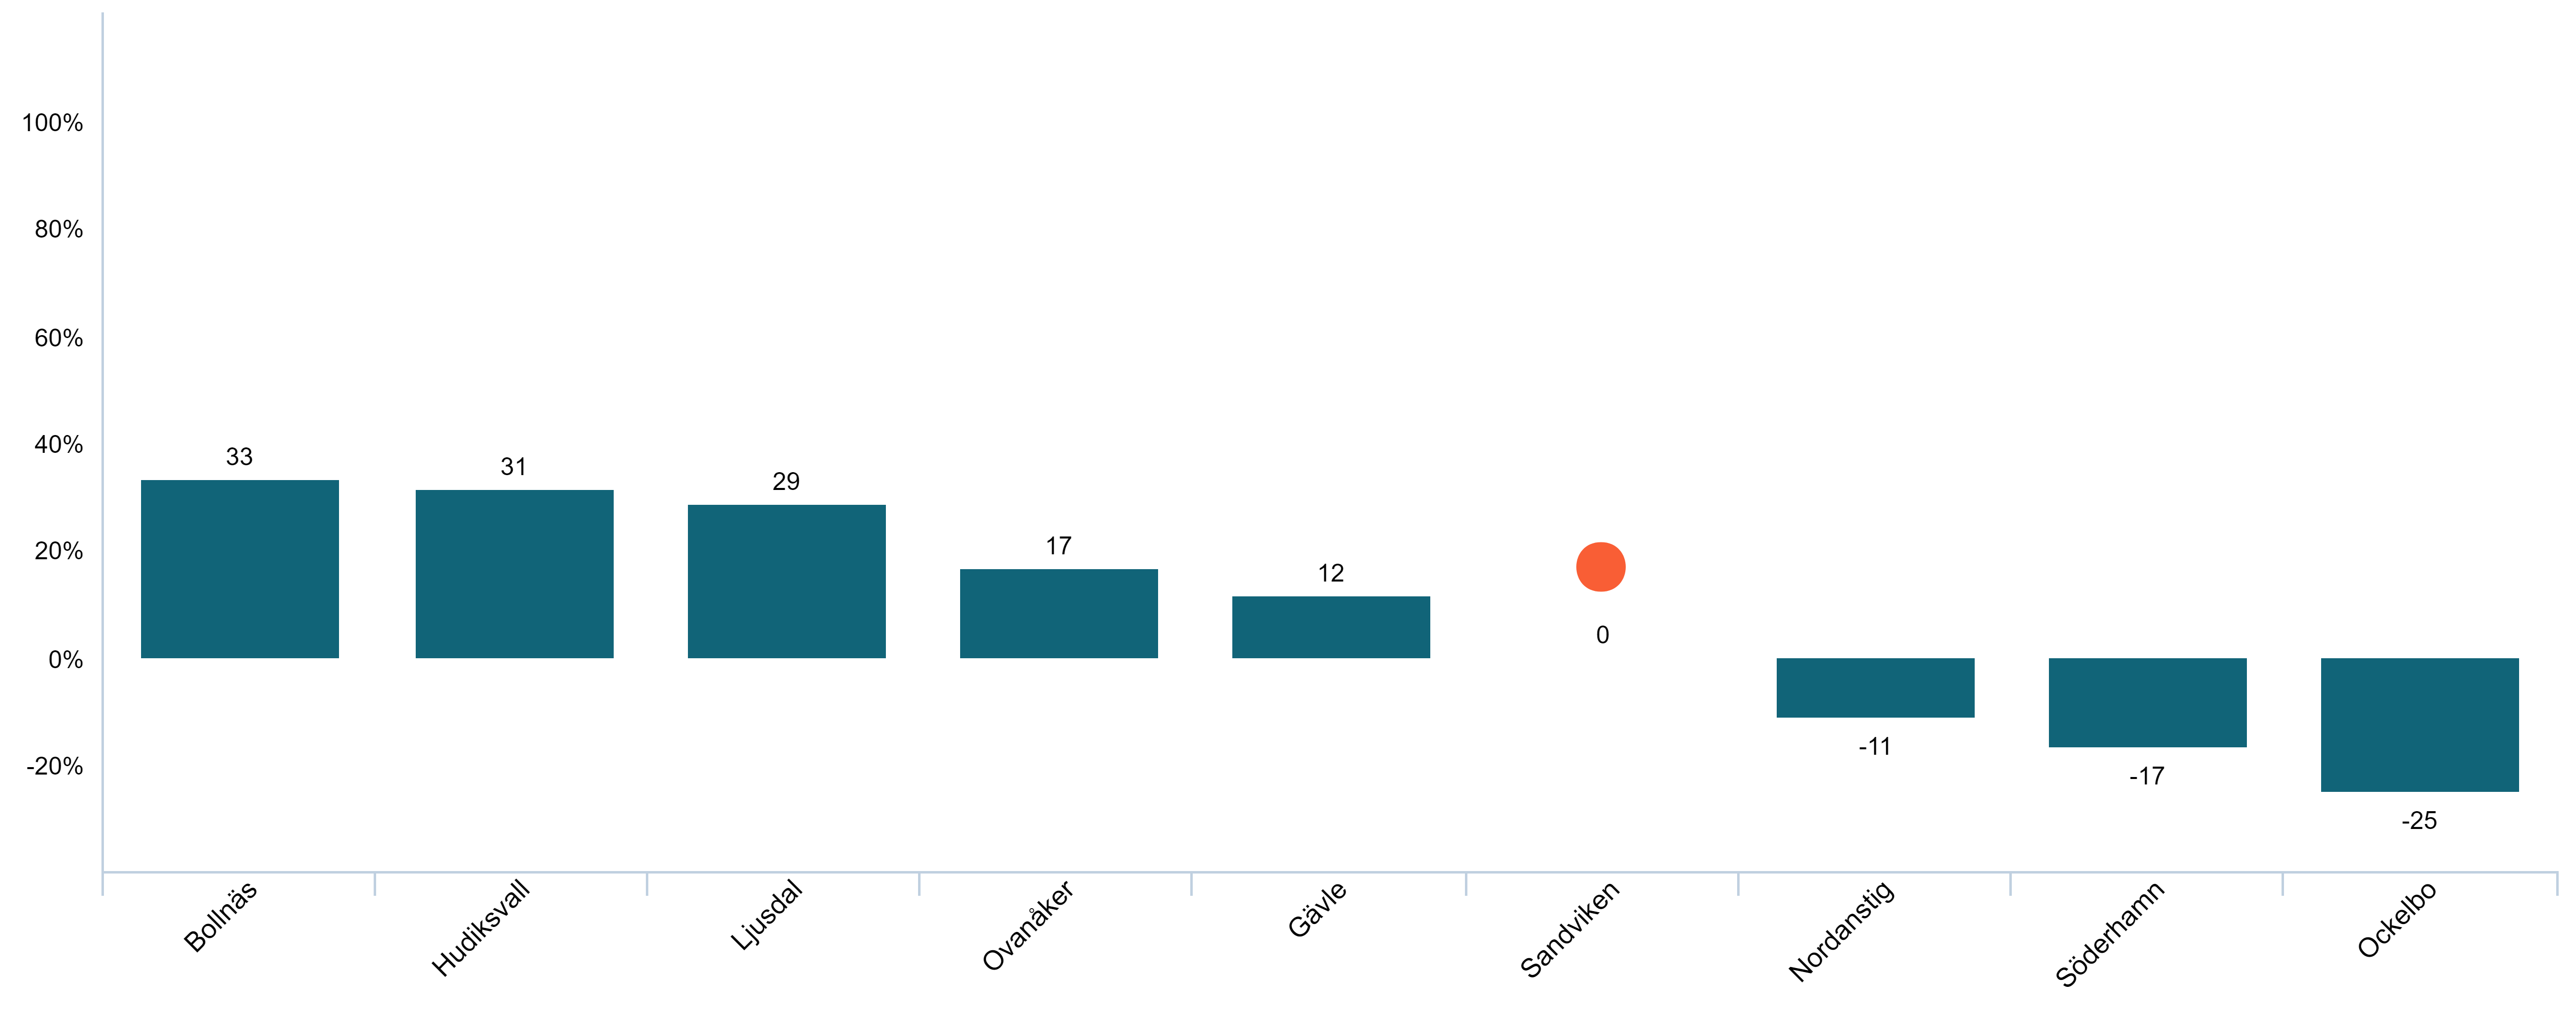 100%
80%
60%
40%
20%
0%
-20%
33
31
29
17
12
0
-11
-17
-25
Bollnäs
Hudiksvall
Ljusdal
Ovanåker
Gävle
Sandviken
Nordanstig
Söderhamn
Ockelbo